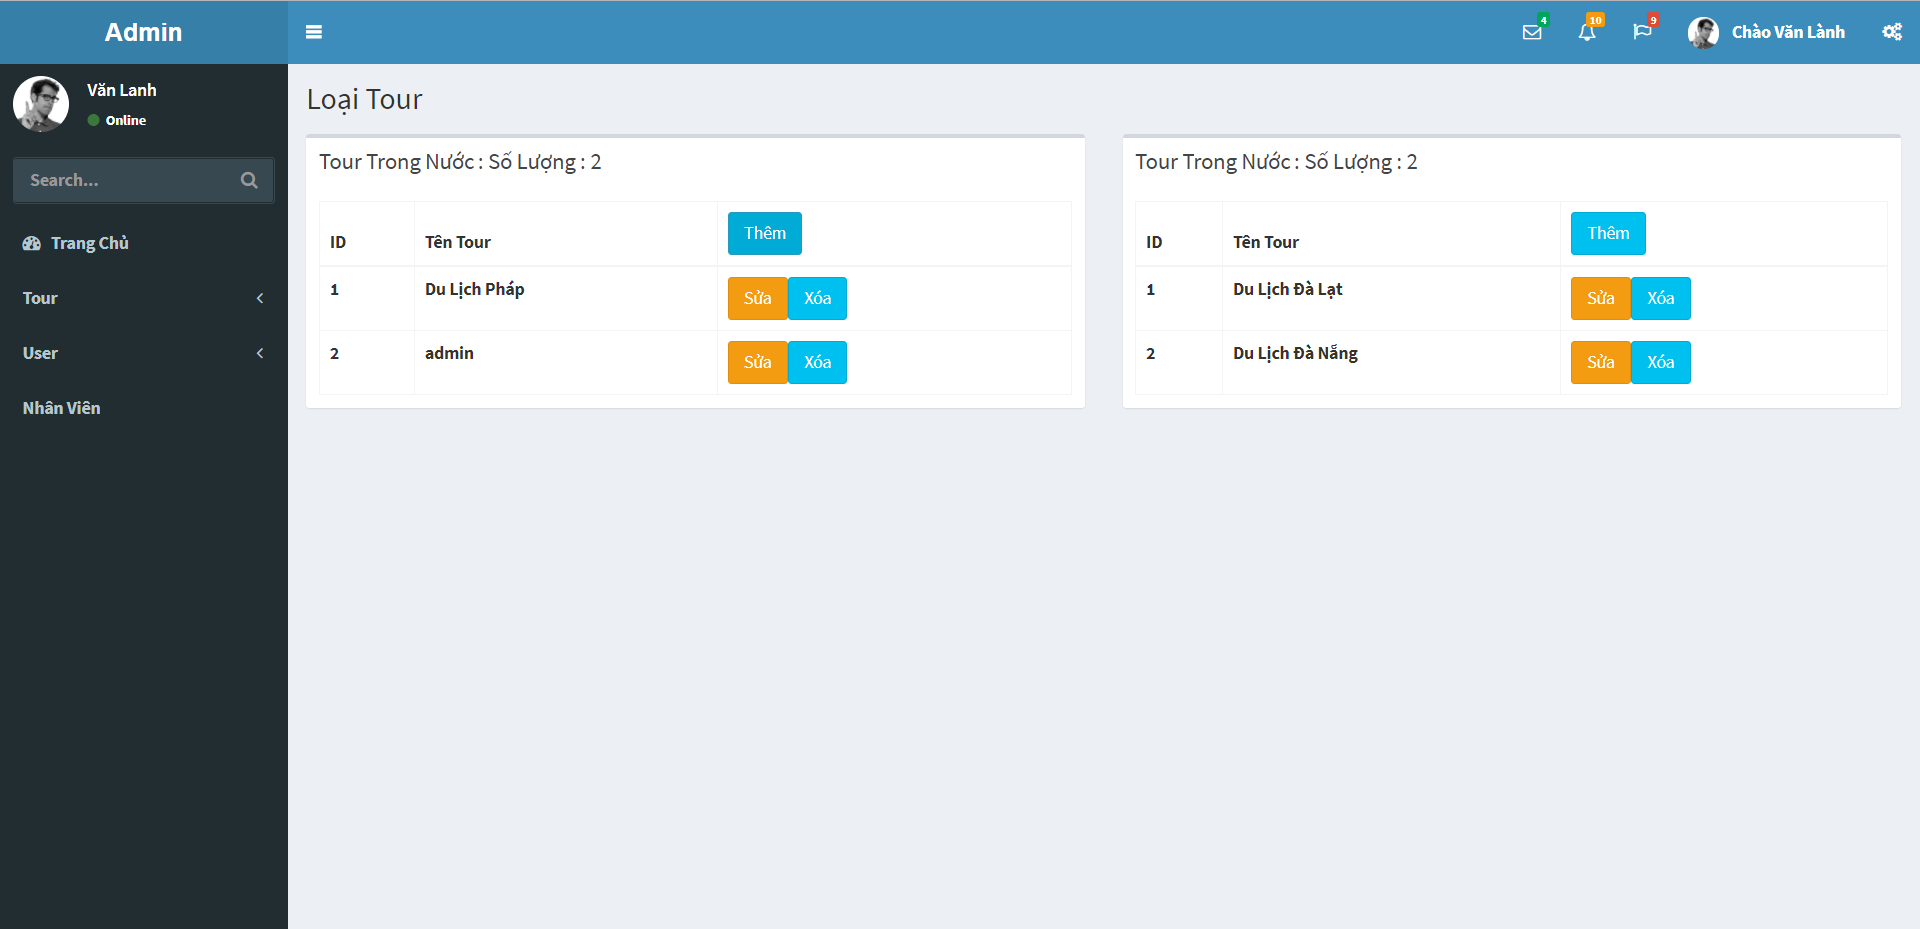 Admin
4
10
9
Chào Văn Lành
Văn Lanh
Online
Search...
Trang Chủ
Tour
User
Nhân Viên
Loại Tour
Tour Trong Nước : Số Lượng : 2
ID Tên Tour Thêm
1 Du Lịch Pháp Sửa Xóa
2 admin Sửa Xóa
Tour Trong Nước : Số Lượng : 2
ID Tên Tour Thêm
1 Du Lịch Đà Lạt Sửa Xóa
2 Du Lịch Đà Nẵng Sửa Xóa